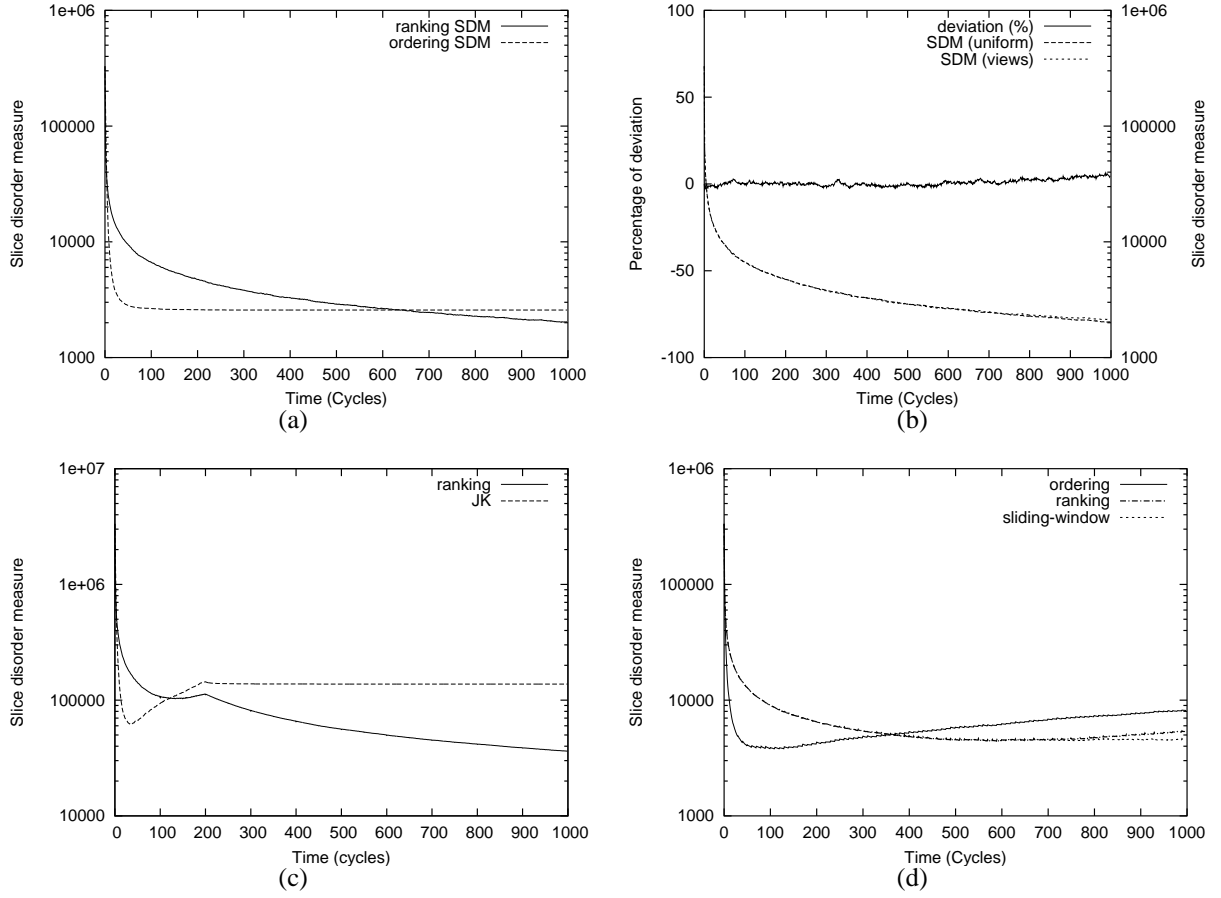 1e+06
100000
10000
1000
Slice disorder measure
ranking SDM
ordering SDM
0 100 200 300 400 500 600 700 800 900 1000
Time (Cycles)
(a)
100
50
0
-50
-100
Percentage of deviation
deviation (%)
SDM (uniform)
SDM (views)
1e+06
100000
10000
1000
Slice disorder measure
0 100 200 300 400 500 600 700 800 900 1000
Time (Cycles)
(b)
1e+07
1e+06
100000
10000
Slice disorder measure
ranking
JK
0 100 200 300 400 500 600 700 800 900 1000
Time (cycles)
(c)
1e+06
100000
10000
1000
Slice disorder measure
ordering
ranking
sliding-window
0 100 200 300 400 500 600 700 800 900 1000
Time (Cycles)
(d)